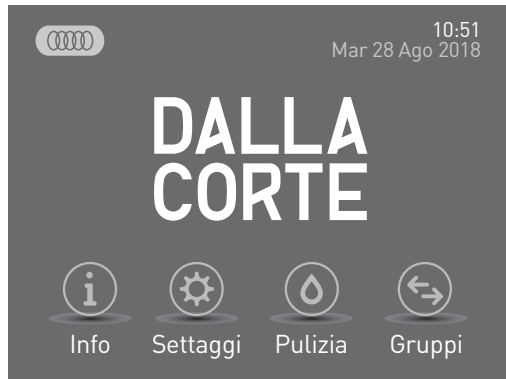 10:51
Mar 28 Ago 2018
DALLA
CORTE
Info Settaggi Pulizia Gruppi